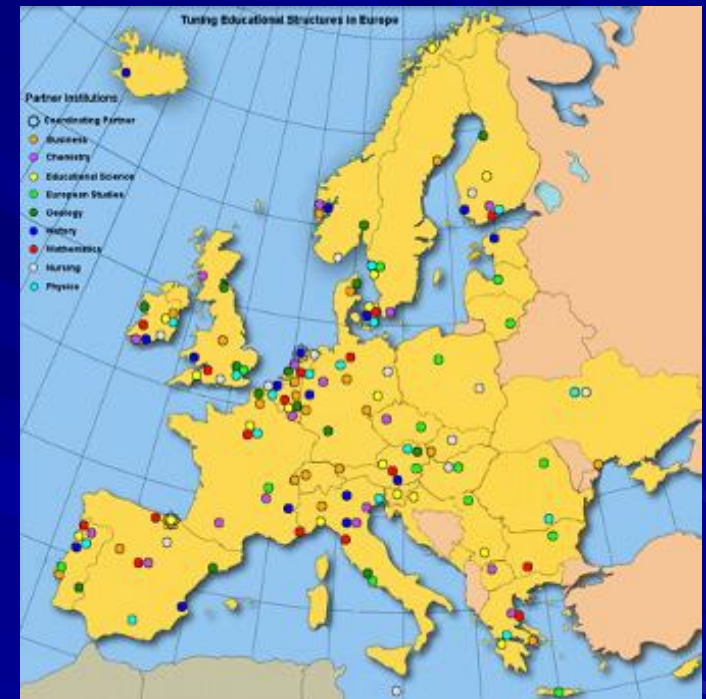 Tuning Educational Structures in Europe
Partner Institutions
Coordinating Partner
Business
Chemistry
Educational Science
European Studies
Geology
History
Mathematics
Nursing
Physics